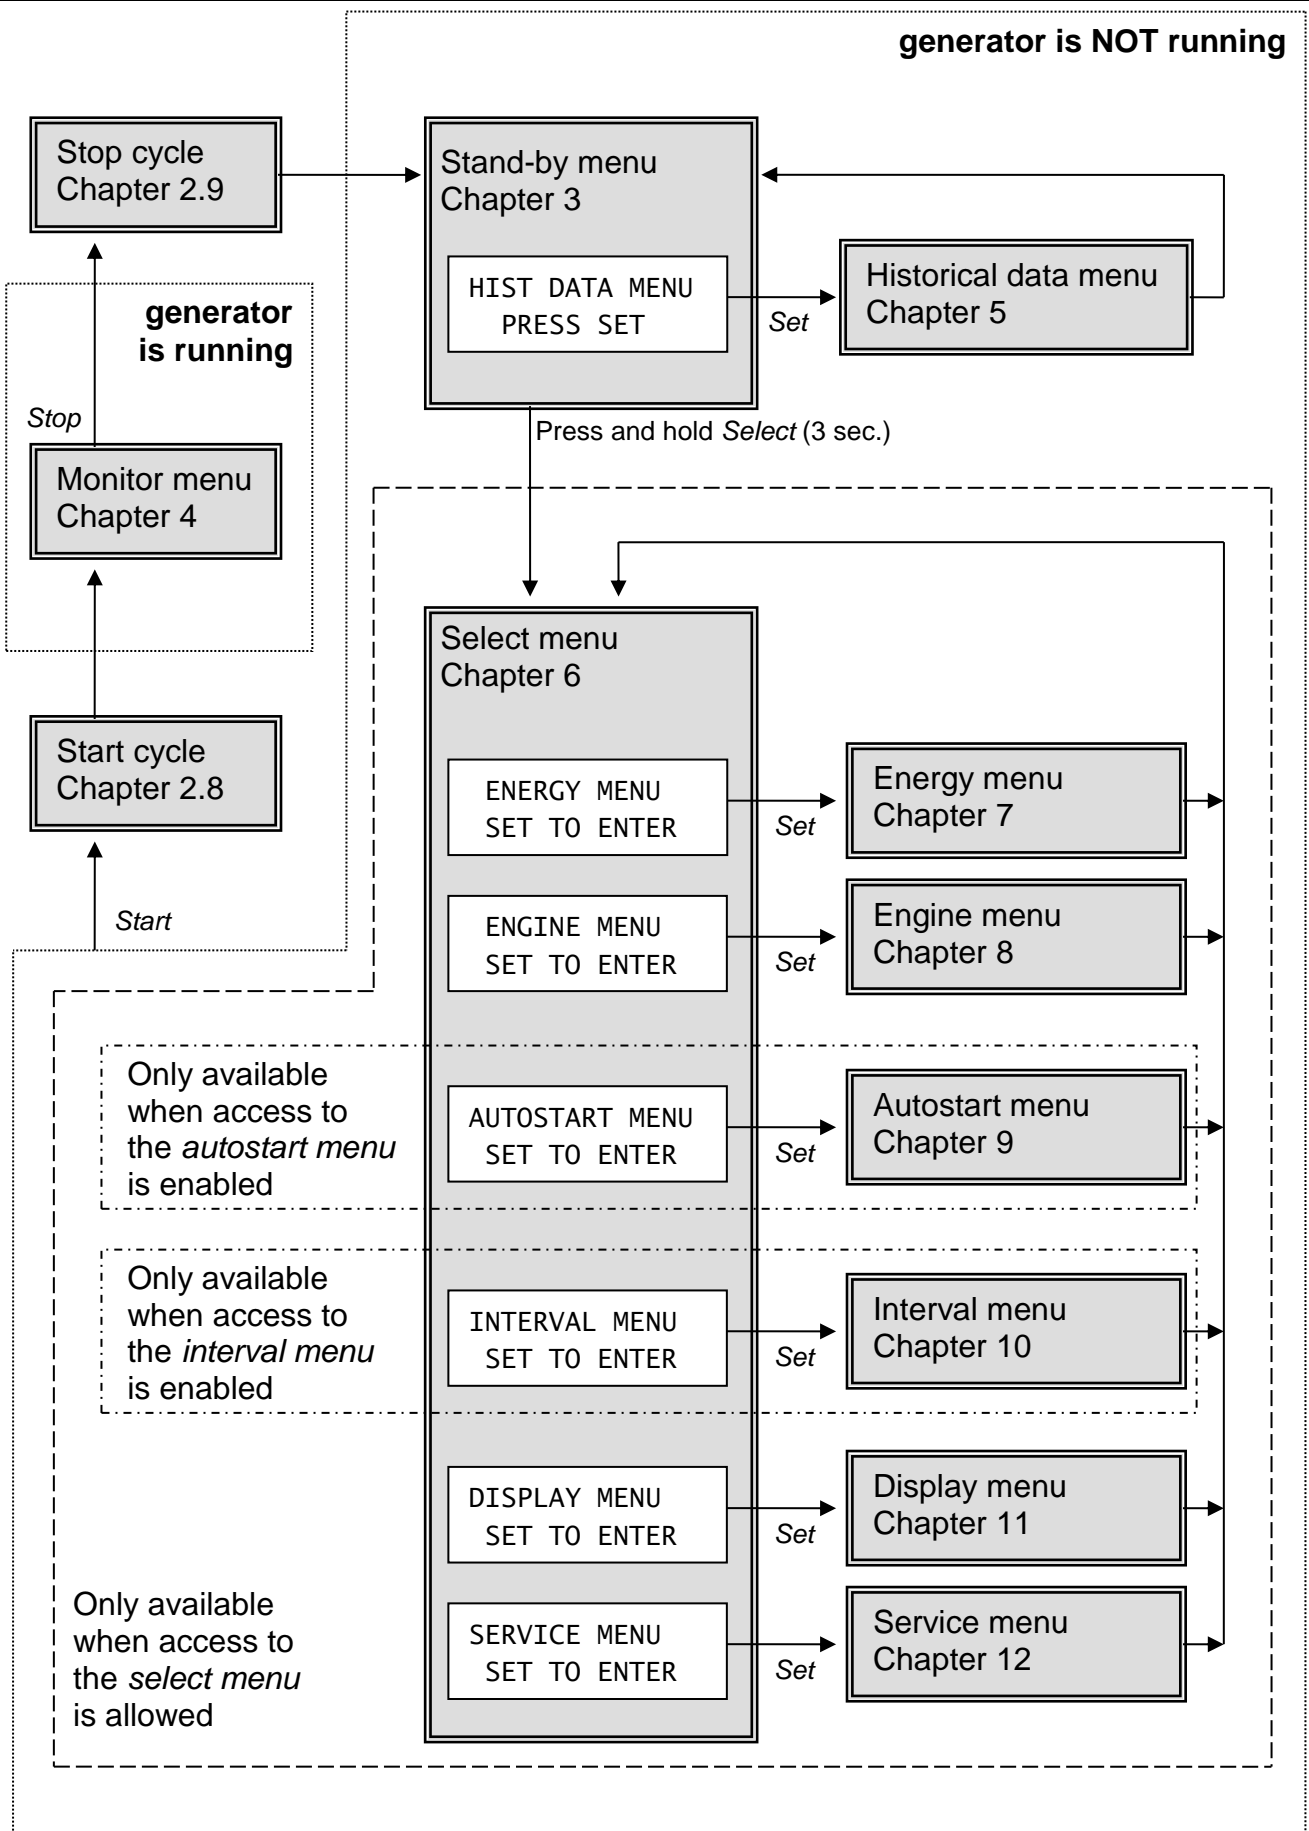 generator is NOT running
Stop cycle
Chapter 2.9
Stand-by menu
Chapter 3
HIST DATA MENU
PRESS SET
Set
Historical data menu
Chapter 5
generator
is running
Stop
Press and hold Select (3 sec.)
Monitor menu
Chapter 4
Select menu
Chapter 6
Start cycle
Chapter 2.8
Start
ENERGY MENU
SET TO ENTER
Set
Energy menu
Chapter 7
ENGINE MENU
SET TO ENTER
Set
Engine menu
Chapter 8
Only available
when access to
the autostart menu
is enabled
AUTOSTART MENU
SET TO ENTER
Set
Autostart menu
Chapter 9
Only available
when access to
the interval menu
is enabled
INTERVAL MENU
SET TO ENTER
Set
Interval menu
Chapter 10
DISPLAY MENU
SET TO ENTER
Set
Display menu
Chapter 11
Only available
when access to
the select menu
is allowed
SERVICE MENU
SET TO ENTER
Set
Service menu
Chapter 12